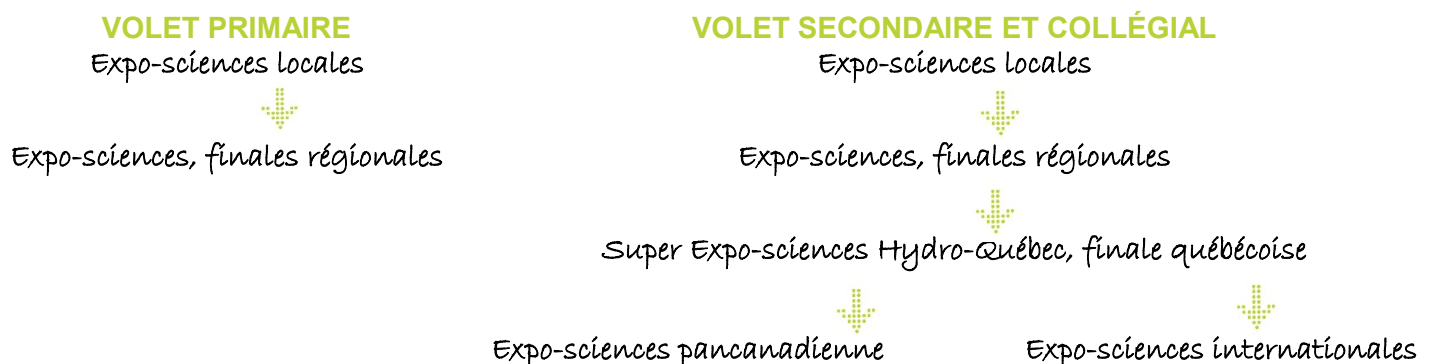 VOLET PRIMAIRE
Expo-sciences locales
Expo-sciences, finales régionales
VOLET SECONDAIRE ET COLLÉGIAL
Expo-sciences locales
Expo-sciences, finales régionales
Super Expo-sciences Hydro-Québec, finale québécoise
Expo-sciences pancanadienne
Expo-sciences internationales